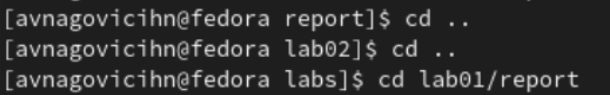 [avnagovicihn@fedora report]$ cd ..
[avnagovicihn@fedora lab02]$ cd ..
[avnagovicihn@fedora labs]$ cd lab01/report